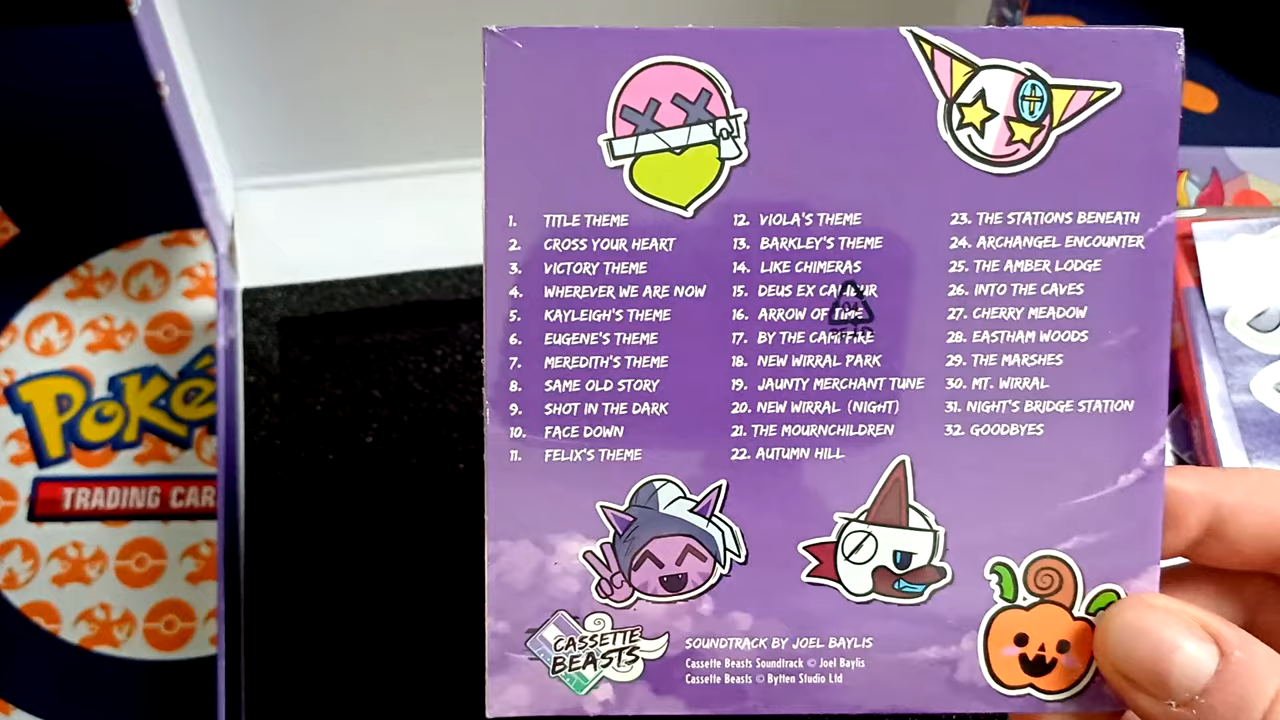 1. TITLE THEME
2. CROSS YOUR HEART
3. VICTORY THEME
4. WHEREVER WE ARE NOW
5. KAYLEIGH'S THEME
6. EUGENE'S THEME
7. MEREDITH'S THEME
8. SAME OLD STORY
9. SHOT IN THE DARK
10. FACE DOWN
11. FELIX'S THEME
12. VIOLA'S THEME
13. BARKLEY'S THEME
14. LIKE CHIMERAS
15. DEUS EX
16. ARROW OF TIME
17. BY THE CAMPFIRE
18. NEW WIRRAL PARK
19. JAUNTY MERCHANT TUNE
20. NEW WIRRAL (NIGHT)
21. THE MOURNCHILDREN
22. AUTUMN HILL
23. THE STATIONS BENEATH
24. ARCHANGEL ENCOUNTER
25. THE AMBER LODGE
26. INTO THE CAVES
27. CHERRY MEADOW
28. EASTHAM WOODS
29. THE MARSHES
30. MT. WIRRAL
31. NIGHT'S BRIDGE STATION
32. GOODBYES
CASSETTE
BEASTS
SOUNDTRACK BY JOEL BAYLIS
Cassette Beasts Soundtrack © Joel Baylis
Cassette Beasts © Bytten Studio Ltd
POKé
TRADING CAR